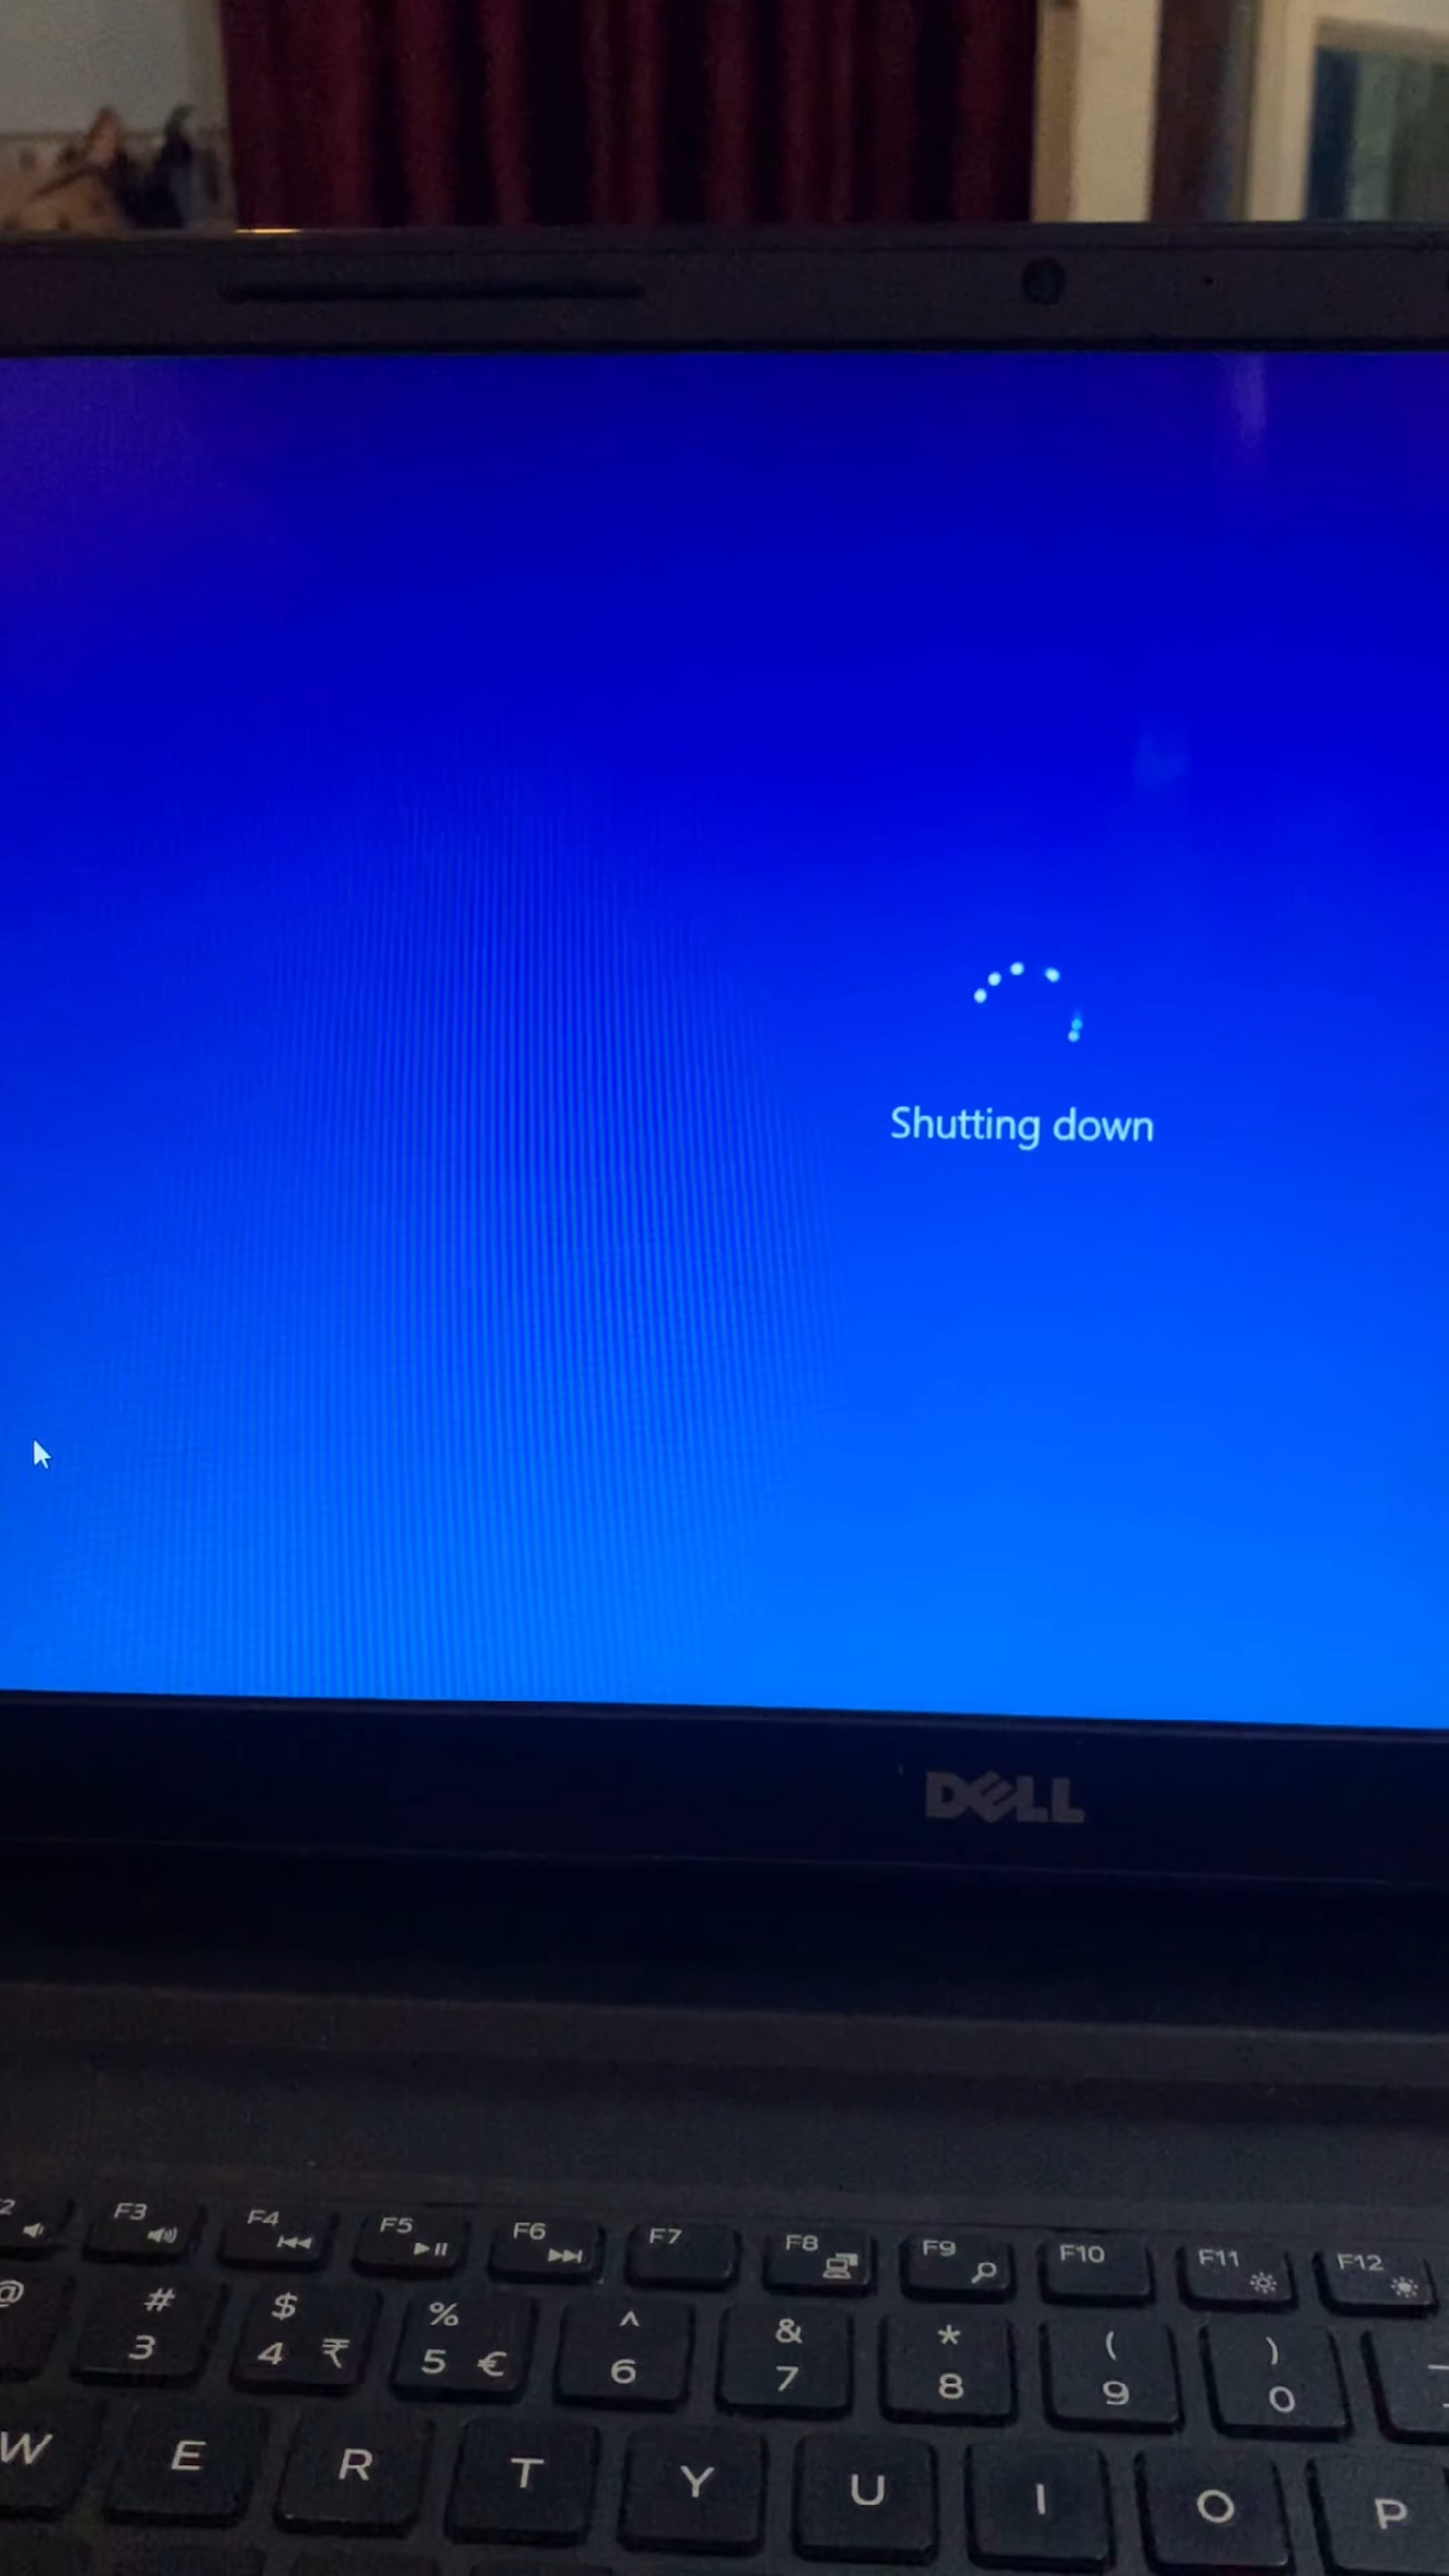 Shutting down
DELL
2 F3 F4 F5 F6 F7 F8 F9 F10 F11 F12
@ # $ % ^ & * ( )
3 4 ₹ 5 € 6 7 8 9 0
W E R T Y U I O P